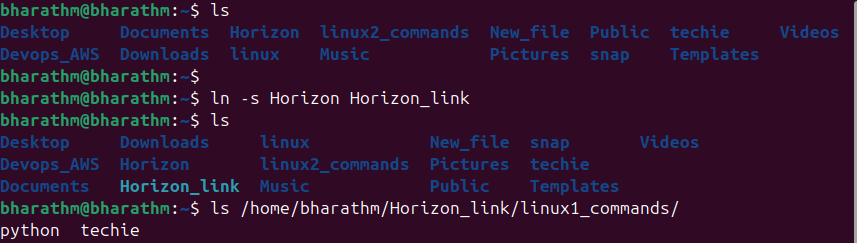 bharathm@bharathm:~$ ls
Desktop Documents Horizon linux2_commands New_file Public techie Videos
Devops_AWS Downloads linux Music Pictures snap Templates
bharathm@bharathm:~$
bharathm@bharathm:~$ ln -s Horizon Horizon_link
bharathm@bharathm:~$ ls
Desktop Downloads linux New_file snap Videos
Devops_AWS Horizon linux2_commands Pictures techie
Documents Horizon_link Music Public Templates
bharathm@bharathm:~$ ls /home/bharathm/Horizon_link/linux1_commands/
python techie